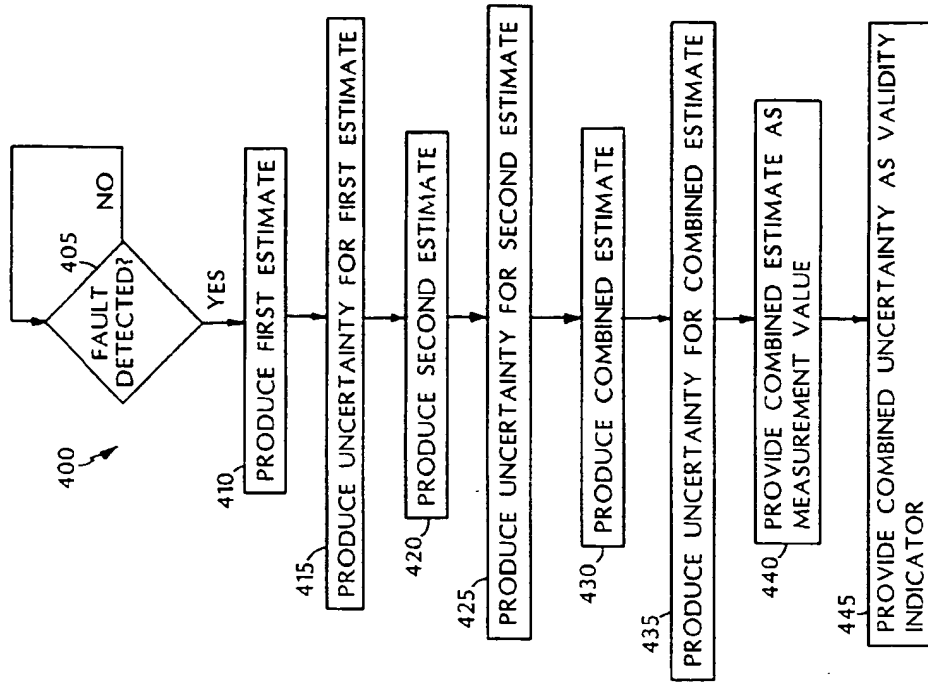 400
405
FAULT
DETECTED?
NO
YES
410
PRODUCE FIRST ESTIMATE
415
PRODUCE UNCERTAINTY FOR FIRST ESTIMATE
420
PRODUCE SECOND ESTIMATE
425
PRODUCE UNCERTAINTY FOR SECOND ESTIMATE
430
PRODUCE COMBINED ESTIMATE
435
PRODUCE UNCERTAINTY FOR COMBINED ESTIMATE
440
PROVIDE COMBINED ESTIMATE AS
MEASUREMENT VALUE
445
PROVIDE COMBINED UNCERTAINTY AS VALIDITY
INDICATOR